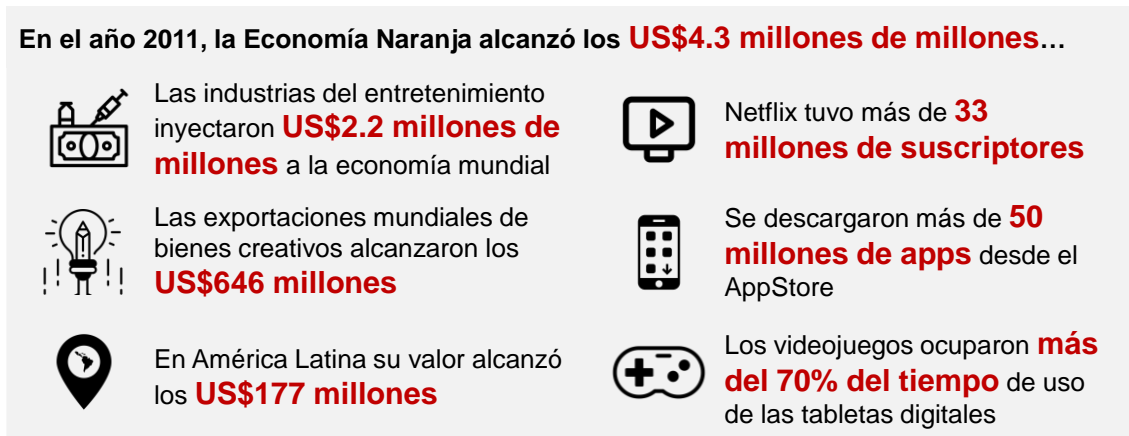 En el año 2011, la Economía Naranja alcanzó los US$4.3 millones de millones…
Las industrias del entretenimiento
inyectaron US$2.2 millones de
millones a la economía mundial
Las exportaciones mundiales de
bienes creativos alcanzaron los
US$646 millones
En América Latina su valor alcanzó
los US$177 millones
Netflix tuvo más de 33
millones de suscriptores
Se descargaron más de 50
millones de apps desde el
AppStore
Los videojuegos ocuparon más
del 70% del tiempo de uso
de las tabletas digitales